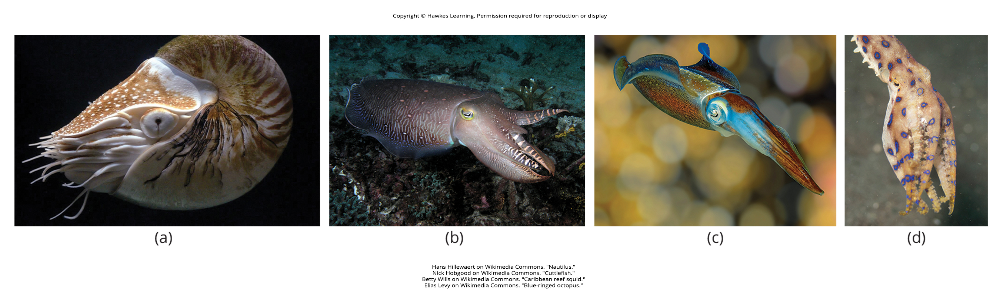 Copyright © Hawkes Learning. Permission required for reproduction or display
(a)
(b)
(c)
(d)
Hans Hillewaert on Wikimedia Commons. "Nautilus."
Nick Hobgood on Wikimedia Commons. "Cuttlefish."
Betty Wills on Wikimedia Commons. "Caribbean reef squid."
Elias Levy on Wikimedia Commons. "Blue-ringed octopus."